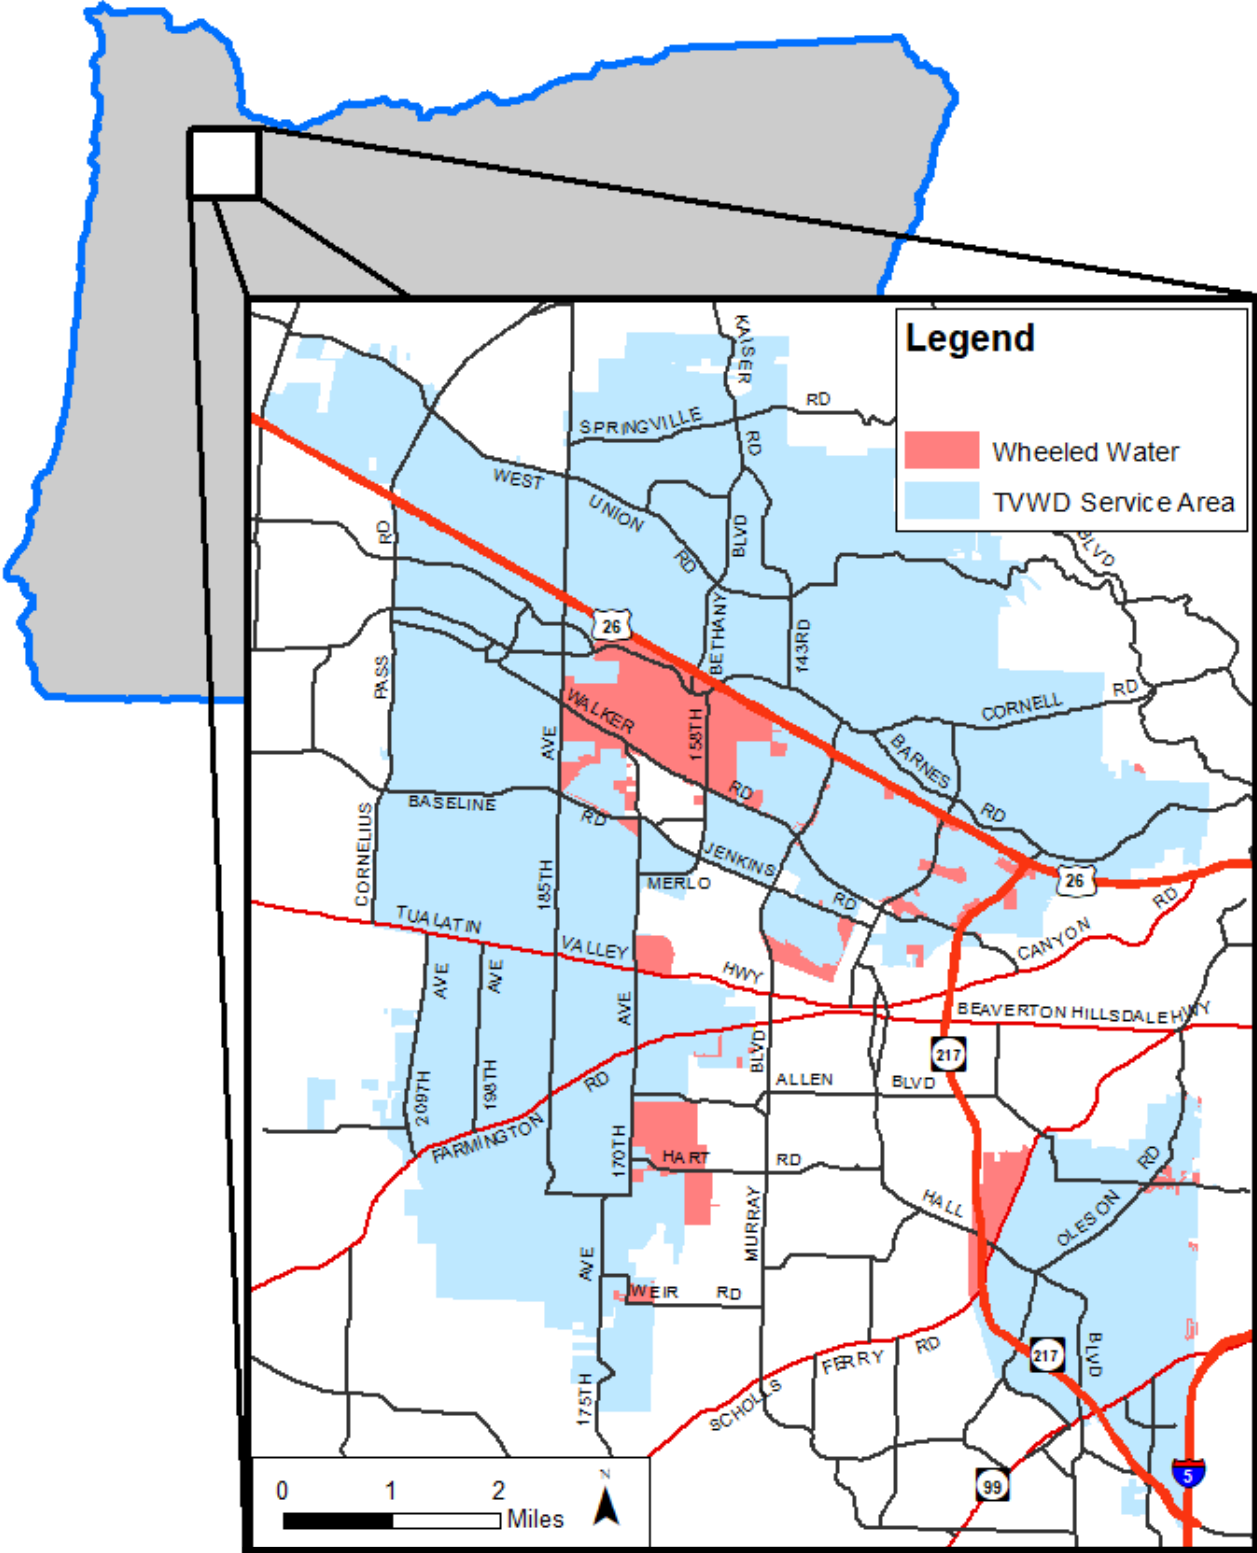 Legend
Wheeled Water
TVWD Service Area
KAISER
RD
SPRINGVILLE
RD
WEST
UNION
RD
BLVD
BLVD
RD
26
BETHANY
143RD
PASS
WALKER
158TH
CORNELL
RD
AVE
BARNES
RD
BASELINE
RD
RD
CORNELIUS
JENKINS
185TH
MERLO
RD
26
TUALATIN
VALLEY
HWY
CANYON
RD
AVE
AVE
AVE
BEAVERTON HILLSDALE HWY
BLVD
217
209TH
198TH
RD
ALLEN
BLVD
FARMINGTON
170TH
HART
RD
RD
HALL
OLESON
MURRAY
AVE
WEIR
RD
FERRY
RD
217
BLVD
SCHOLLS
175TH
5
99
0 1 2
Miles
N